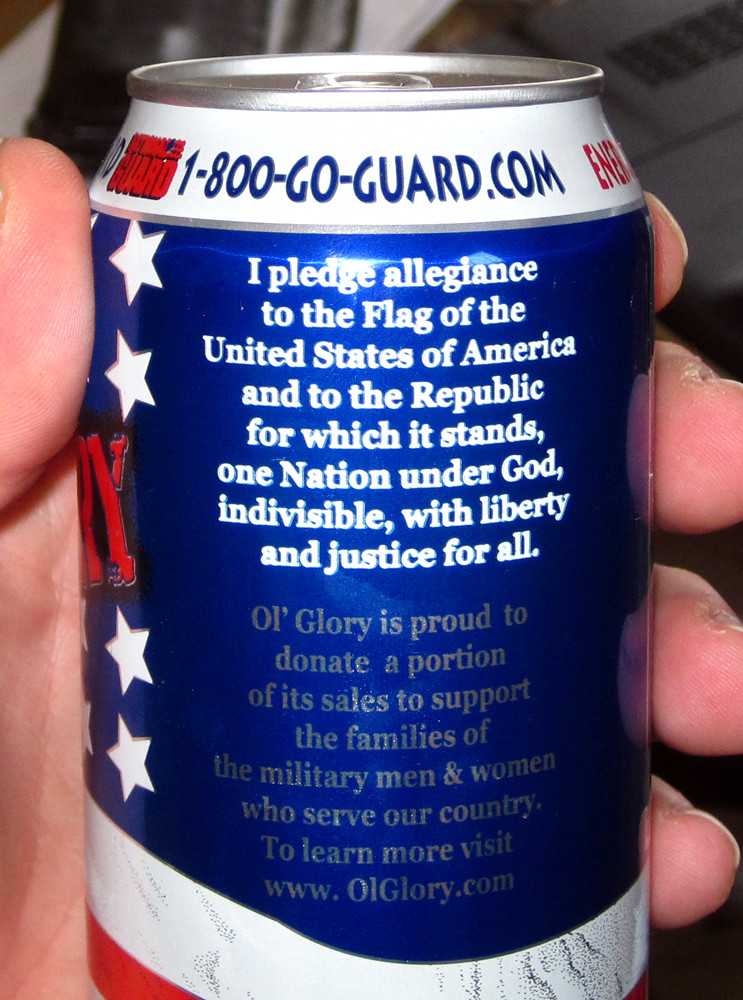 GUARD 1-800-GO-GUARD.COM
I pledge allegiance
to the Flag of the
United States of America
and to the Republic
for which it stands,
one Nation under God,
indivisible, with liberty
and justice for all.
Ol' Glory is proud to
donate a portion
of its sales to support
the families of
the military men & women
who serve our country.
To learn more visit
www. OlGlory.com